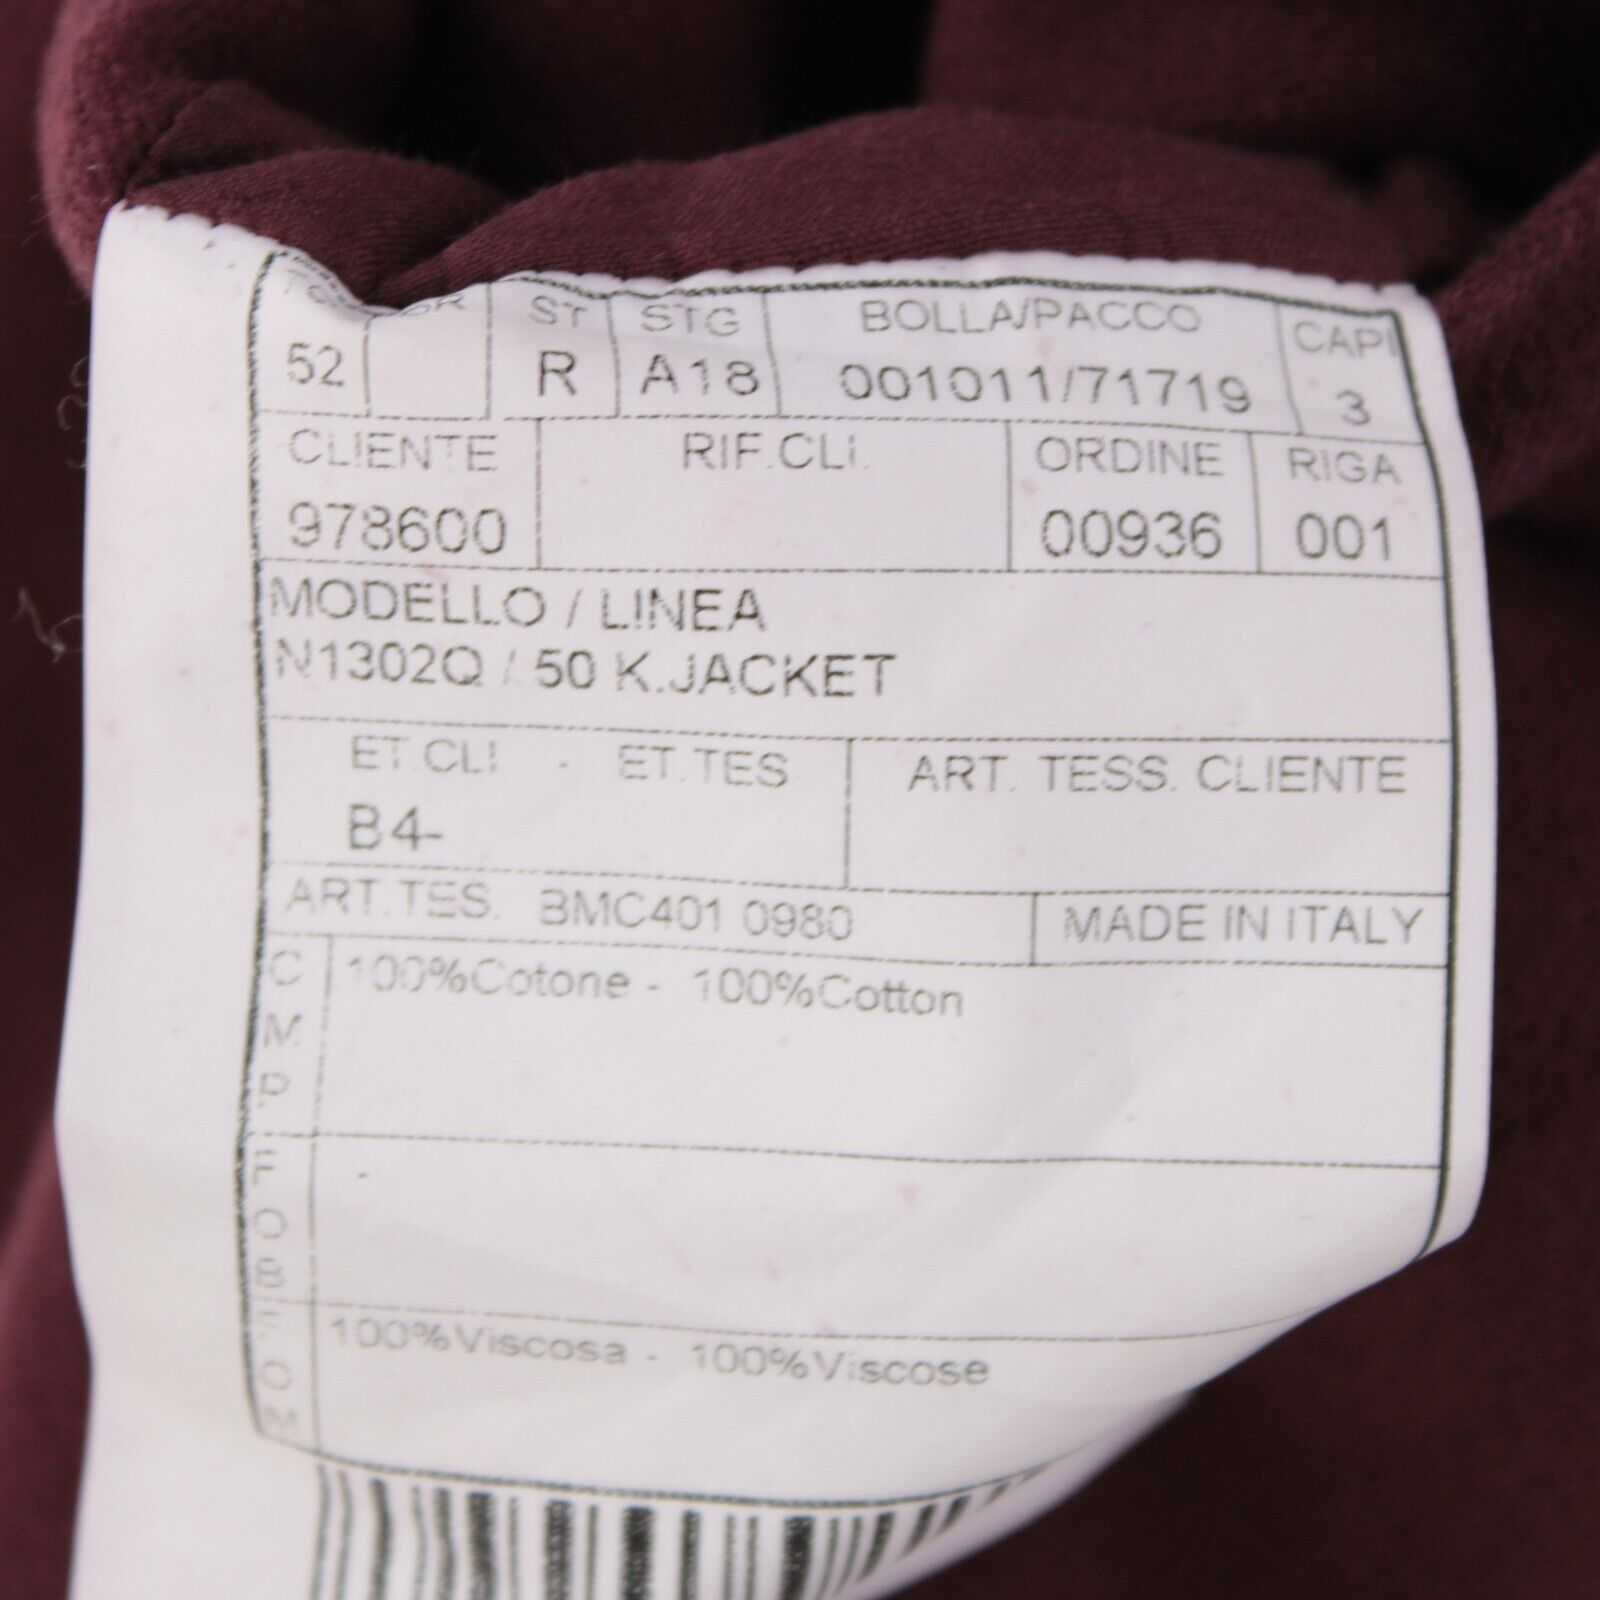 ST STG BOLLA/PACCO CAPI
52 R A18 001011/71719 3
CLIENTE RIF.CLI. ORDINE RIGA
978600 00936 001
MODELLO / LINEA
N1302Q / 50 K.JACKET
ET.CLI - ET.TES ART. TESS. CLIENTE
B4-
ART.TES. BMC401 0980 MADE IN ITALY
100%Cotone - 100%Cotton
-
100%Viscosa - 100%Viscose